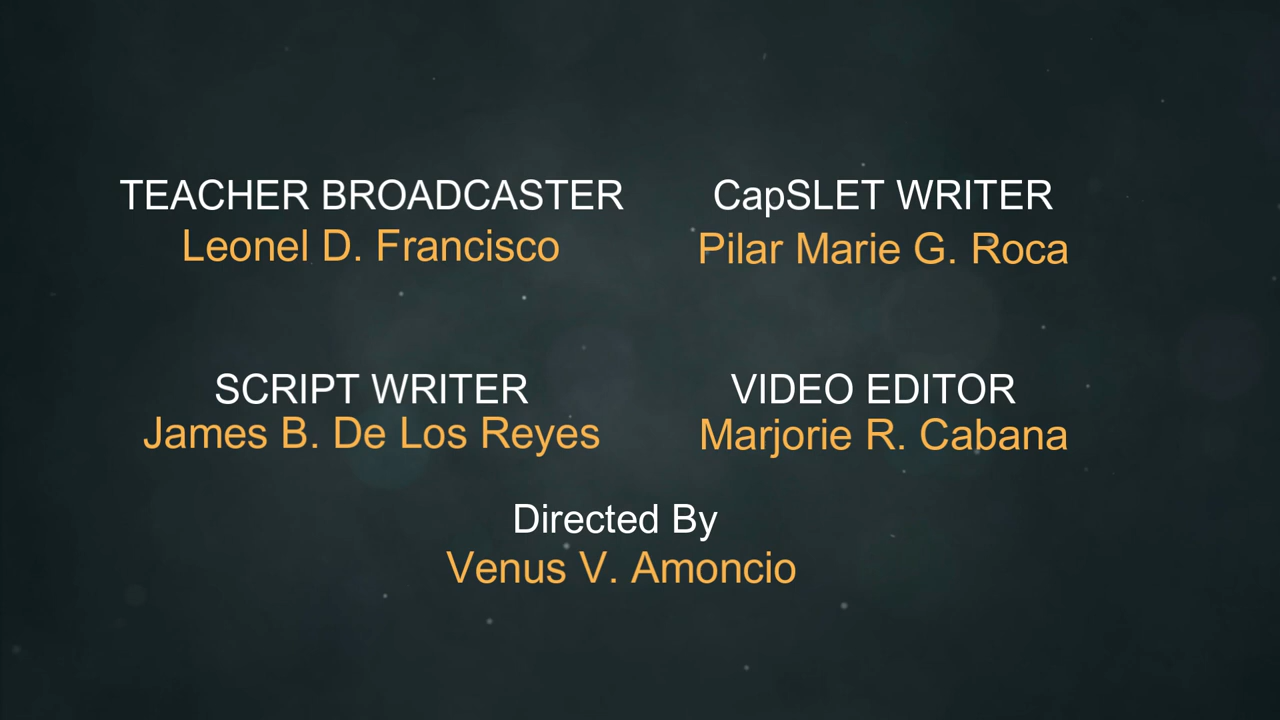 TEACHER BROADCASTER
Leonel D. Francisco
CapSLET WRITER
Pilar Marie G. Roca
SCRIPT WRITER
James B. De Los Reyes
VIDEO EDITOR
Marjorie R. Cabana
Directed By
Venus V. Amoncio